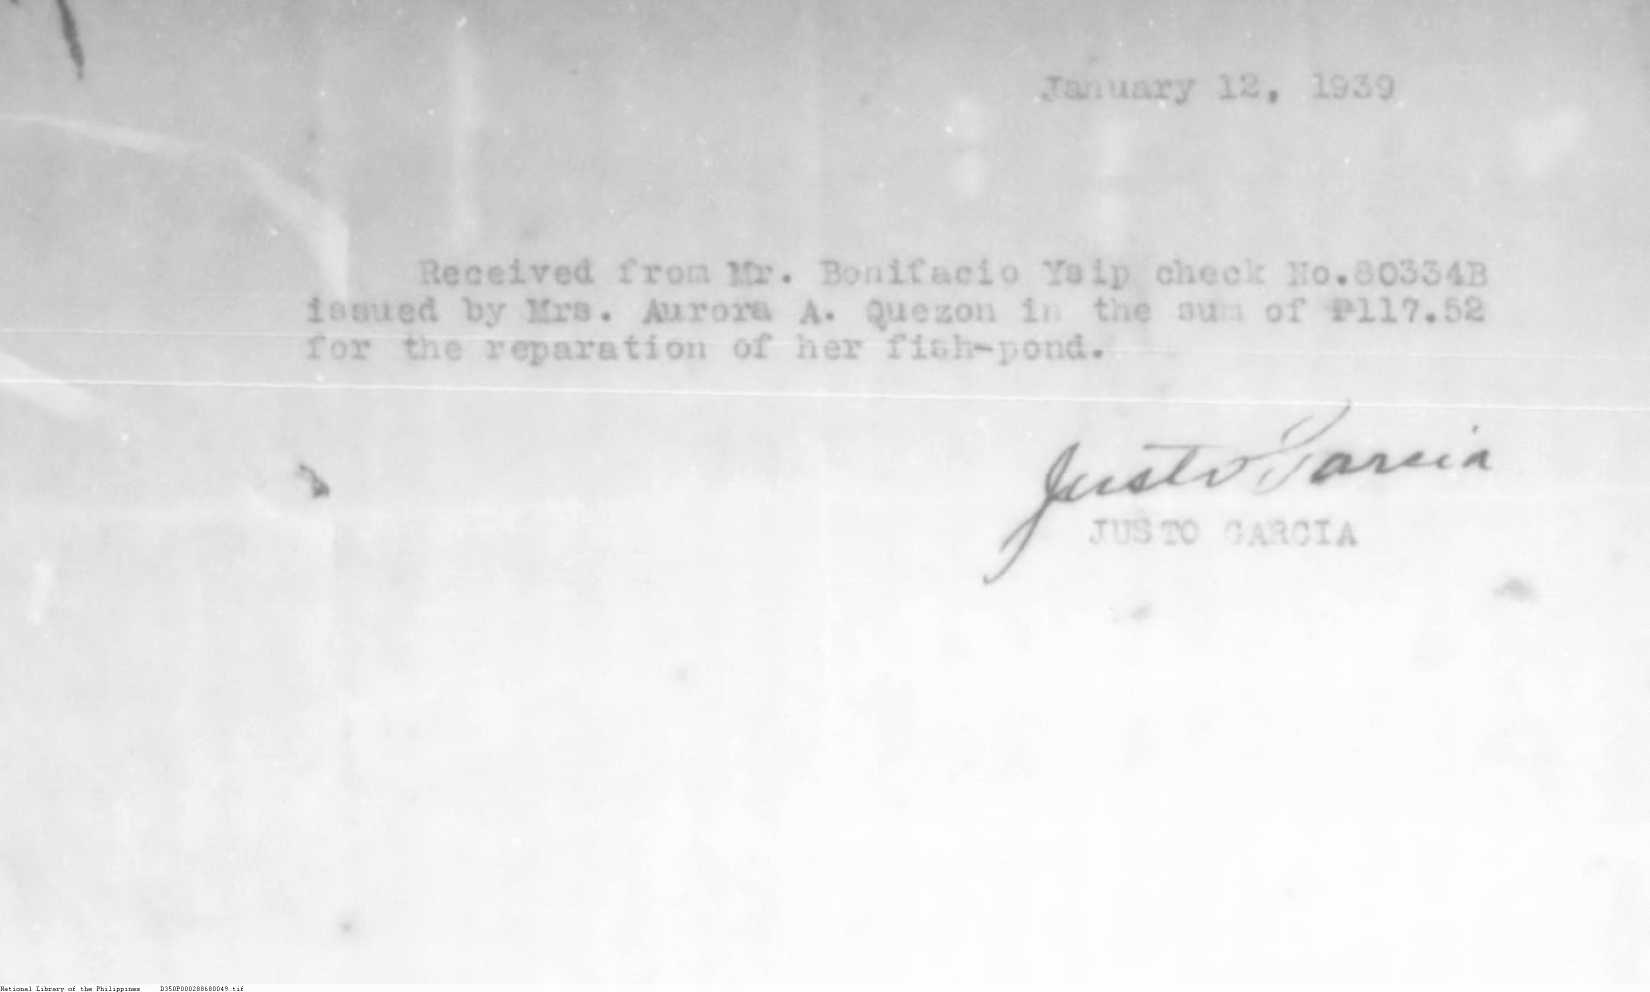 January 12, 1939
Received from Mr. Bonifacio Ysip check No.80334B
issued by Mrs. Aurora A. Quezon in the sum of ₱117.52
for the reparation of her fish-pond.
Justo Garcia
JUSTO GARCIA
National Library of the Philippines D350P000288680049.tif